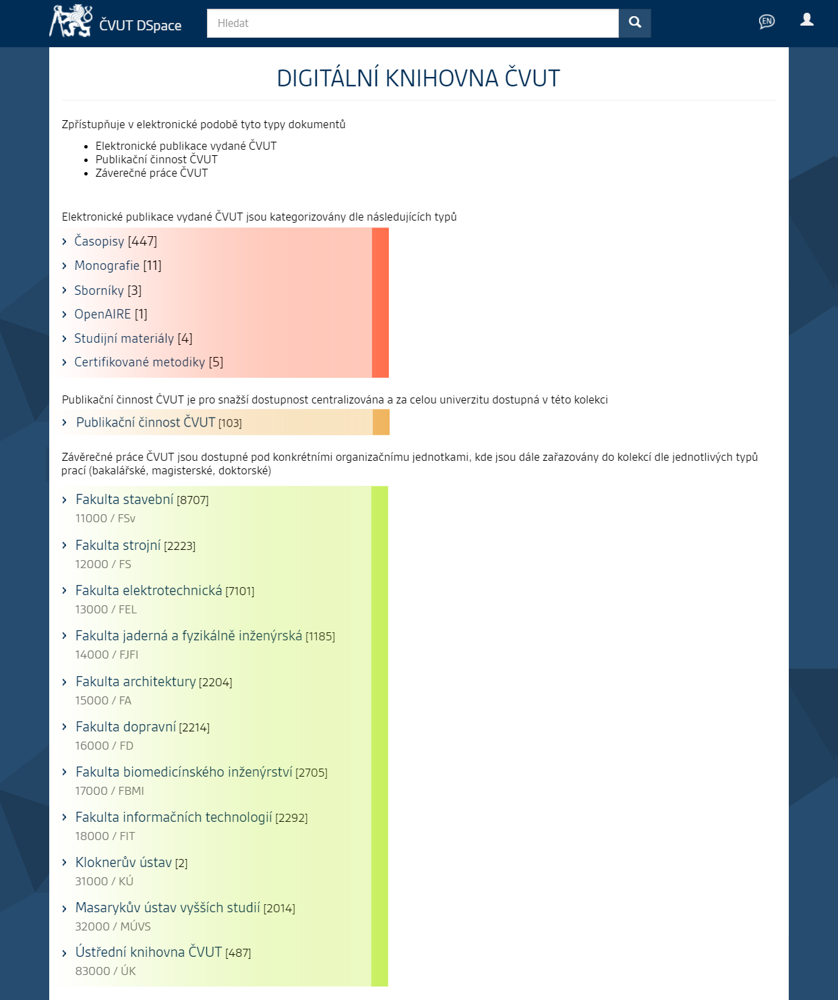 ČVUT DSpace
Hledat
EN
DIGITÁLNÍ KNIHOVNA ČVUT
Zpřístupňuje v elektronické podobě tyto typy dokumentů
Elektronické publikace vydané ČVUT
Publikační činnost ČVUT
Záverečné práce ČVUT
Elektronické publikace vydané ČVUT jsou kategorizovány dle následujících typů
Časopisy [447]
Monografie [11]
Sborníky [3]
OpenAIRE [1]
Studijní materiály [4]
Certifikované metodiky [5]
Publikační činnost ČVUT je pro snažší dostupnost centralizována a za celou univerzitu dostupná v této kolekci
Publikační činnost ČVUT [103]
Závěrečné práce ČVUT jsou dostupné pod konkrétními organizačnímu jednotkami, kde jsou dále zařazovány do kolekcí dle jednotlivých typů
prací (bakalářské, magisterské, doktorské)
Fakulta stavební [8707]
11000 / FSv
Fakulta strojní [2223]
12000 / FS
Fakulta elektrotechnická [7101]
13000 / FEL
Fakulta jaderná a fyzikálně inženýrská [1185]
14000 / FJFI
Fakulta architektury [2204]
15000 / FA
Fakulta dopravní [2214]
16000 / FD
Fakulta biomedicínského inženýrství [2705]
17000 / FBMI
Fakulta informačních technologií [2292]
18000 / FIT
Kloknerův ústav [2]
31000 / KÚ
Masarykův ústav vyšších studií [2014]
32000 / MÚVS
Ústřední knihovna ČVUT [487]
83000 / ÚK